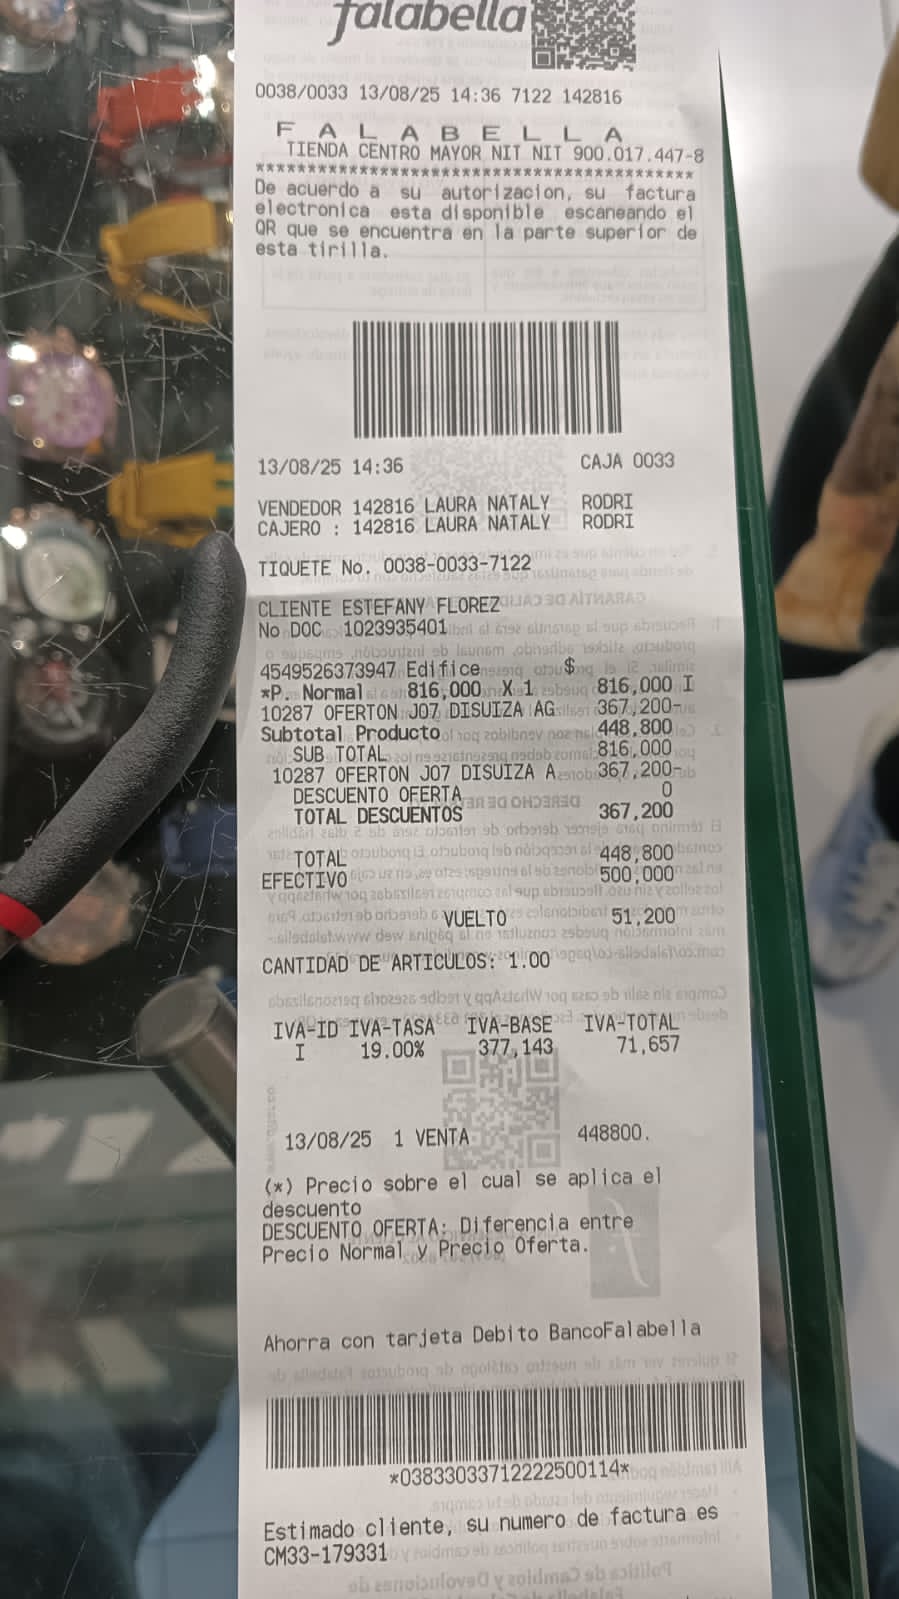 falabella
0038/0033 13/08/25 14:36 7122 142816
F A L A B E L L A
TIENDA CENTRO MAYOR NIT NIT 900.017.447-8
******************************************
De acuerdo a su autorizacion, su factura
electronica esta disponible escaneando el
QR que se encuentra en la parte superior de
esta tirilla.
13/08/25 14:36 CAJA 0033
VENDEDOR 142816 LAURA NATALY RODRI
CAJERO : 142816 LAURA NATALY RODRI
TIQUETE No. 0038-0033-7122
CLIENTE ESTEFANY FLOREZ
No DOC 1023935401
4549526373947 Edifice $
*P. Normal 816,000 X 1 816,000 I
10287 OFERTON J07 DISUIZA AG 367,200-
Subtotal Producto 448,800
SUB TOTAL 816,000
10287 OFERTON J07 DISUIZA A 367,200-
DESCUENTO OFERTA 0
TOTAL DESCUENTOS 367,200
TOTAL 448,800
EFECTIVO 500,000
VUELTO 51,200
CANTIDAD DE ARTICULOS: 1.00
IVA-ID IVA-TASA IVA-BASE IVA-TOTAL
I 19.00% 377,143 71,657
13/08/25 1 VENTA 448800.
(*) Precio sobre el cual se aplica el
descuento
DESCUENTO OFERTA: Diferencia entre
Precio Normal y Precio Oferta.
Ahorra con tarjeta Debito BancoFalabella
*03833033712222500114*
Estimado cliente, su numero de factura es
CM33-179331